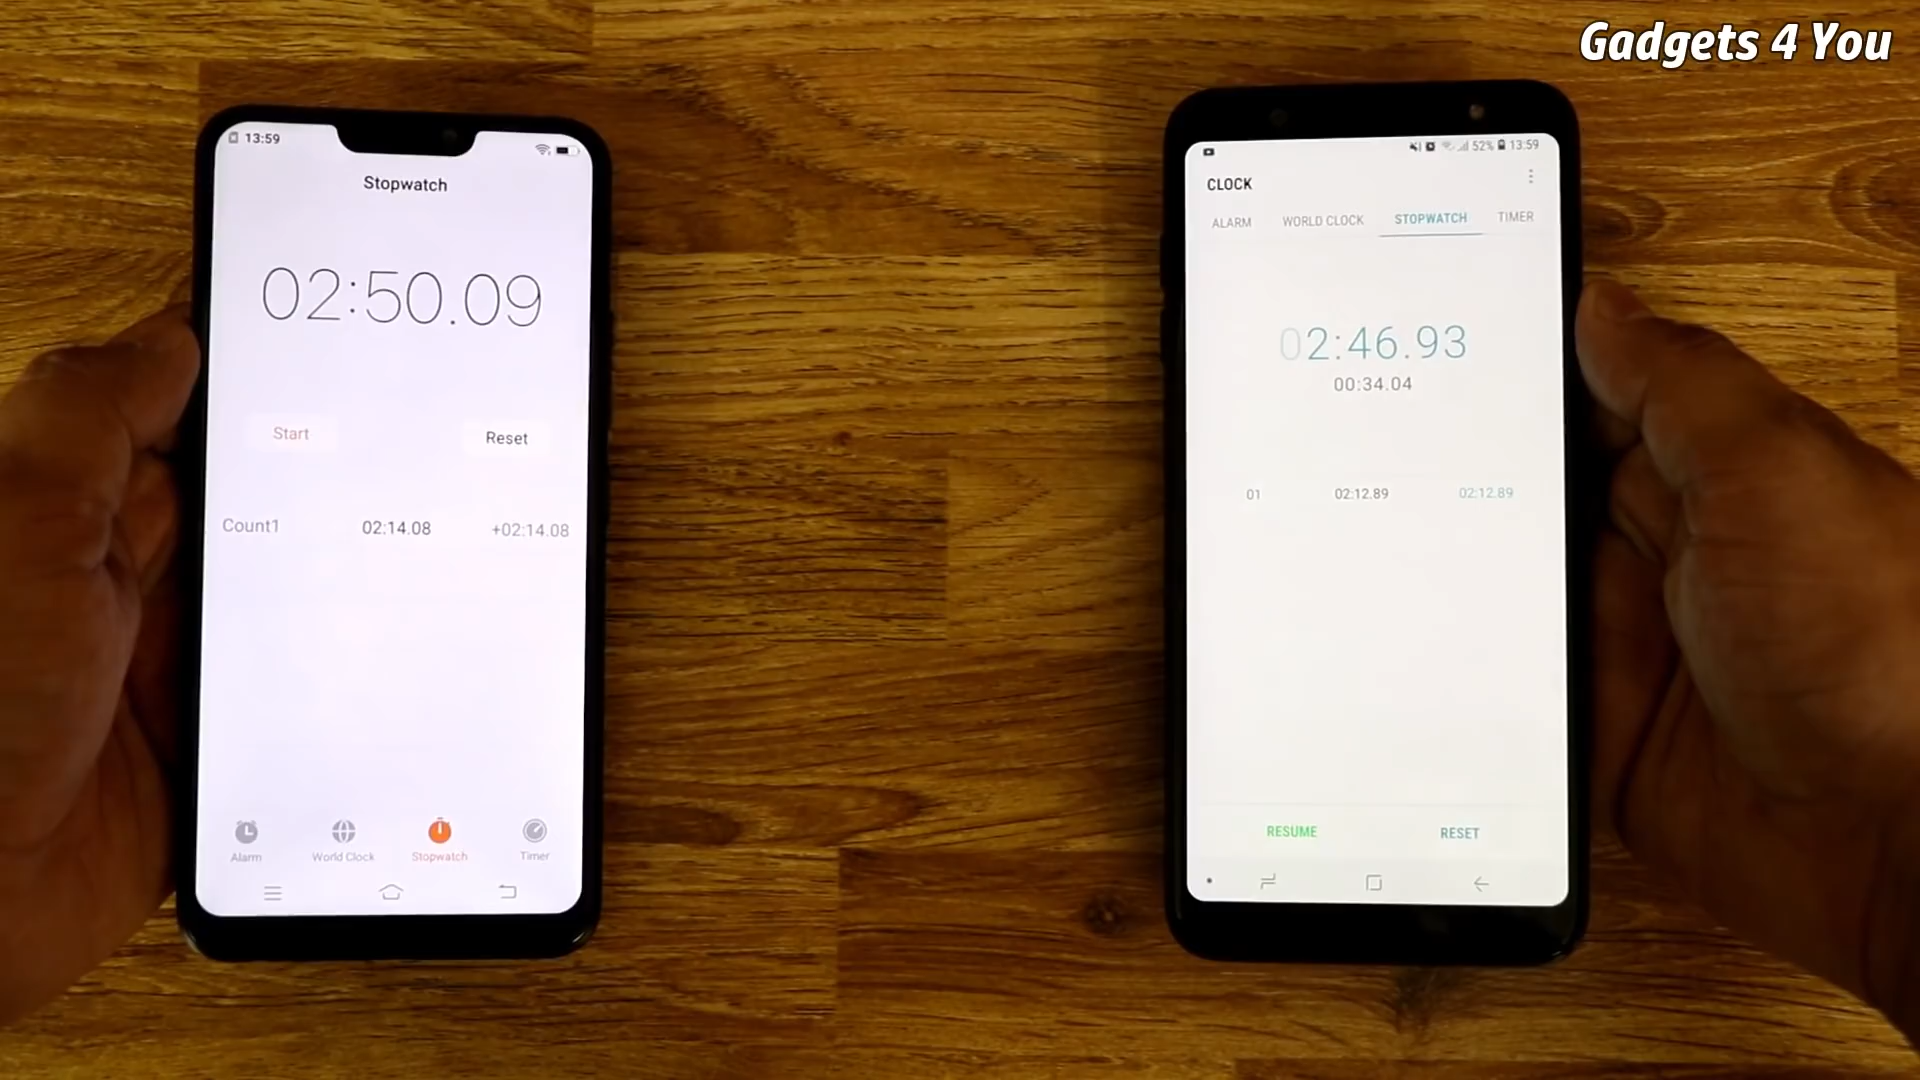 Gadgets 4 You
13:59
Stopwatch
02:50.09
Start Reset
Count1 02:14.08 +02:14.08
Alarm World Clock Stopwatch Timer
52% 13:59
CLOCK
ALARM WORLD CLOCK STOPWATCH TIMER
02:46.93
00:34.04
01 02:12.89 02:12.89
RESUME RESET